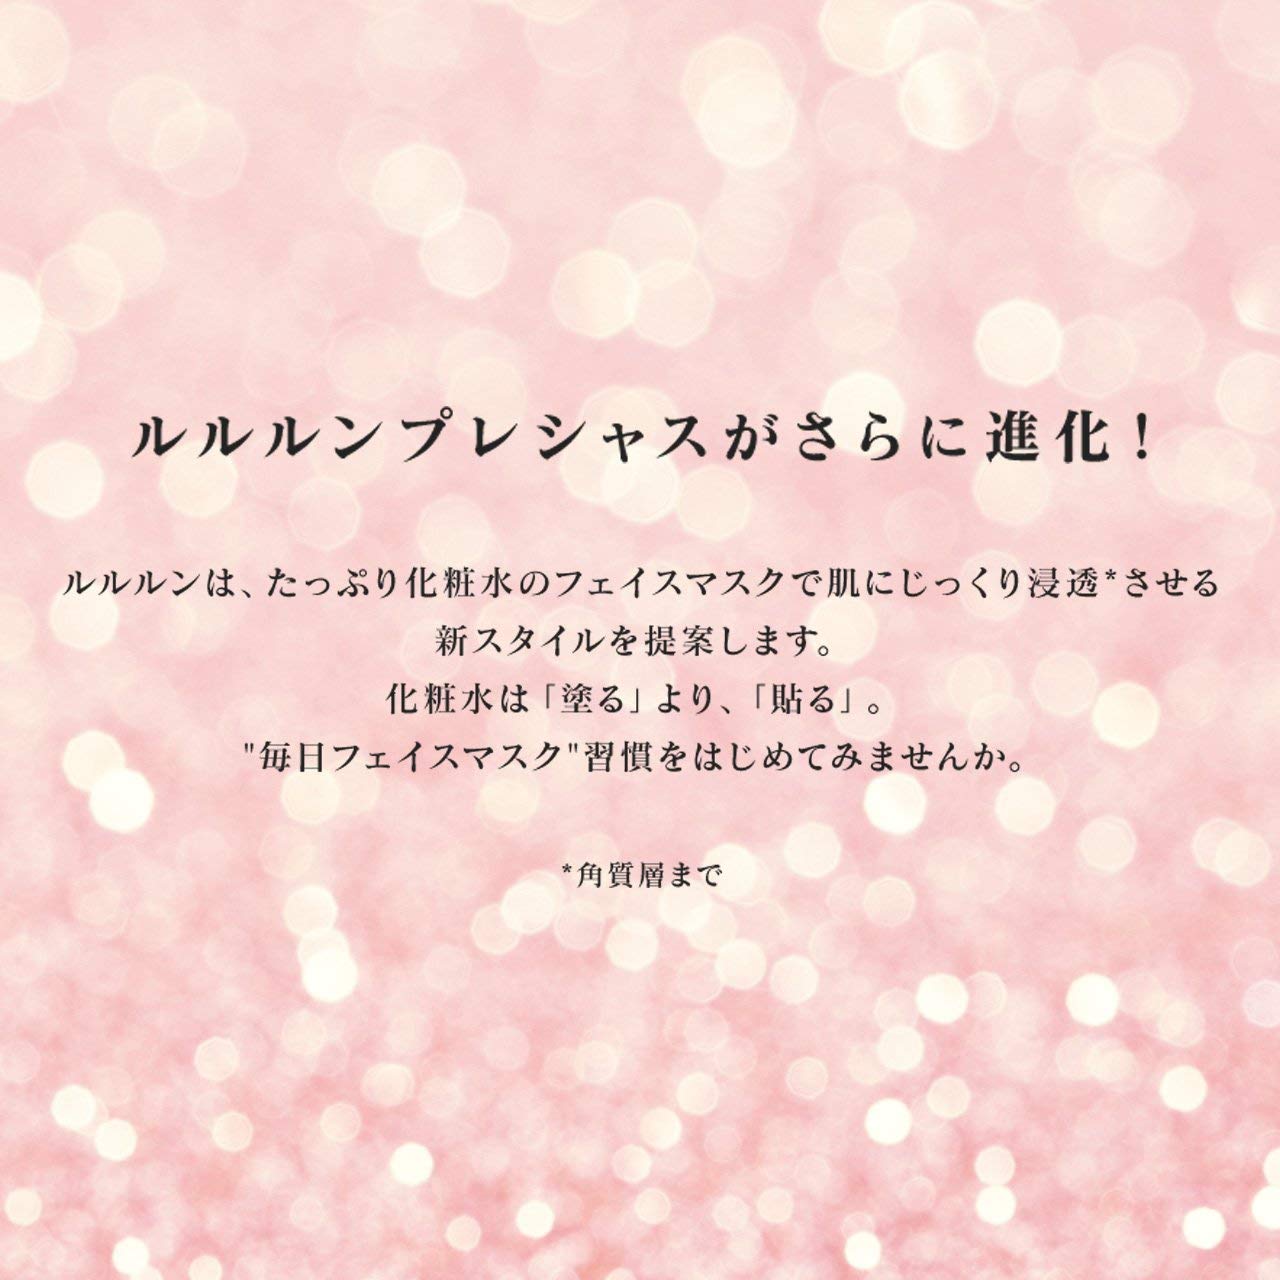 ルルルンプレシャスがさらに進化！
ルルルンは、たっぷり化粧水のフェイスマスクで肌にじっくり浸透*させる
新スタイルを提案します。
化粧水は「塗る」より、「貼る」。
"毎日フェイスマスク"習慣をはじめてみませんか。
*角質層まで